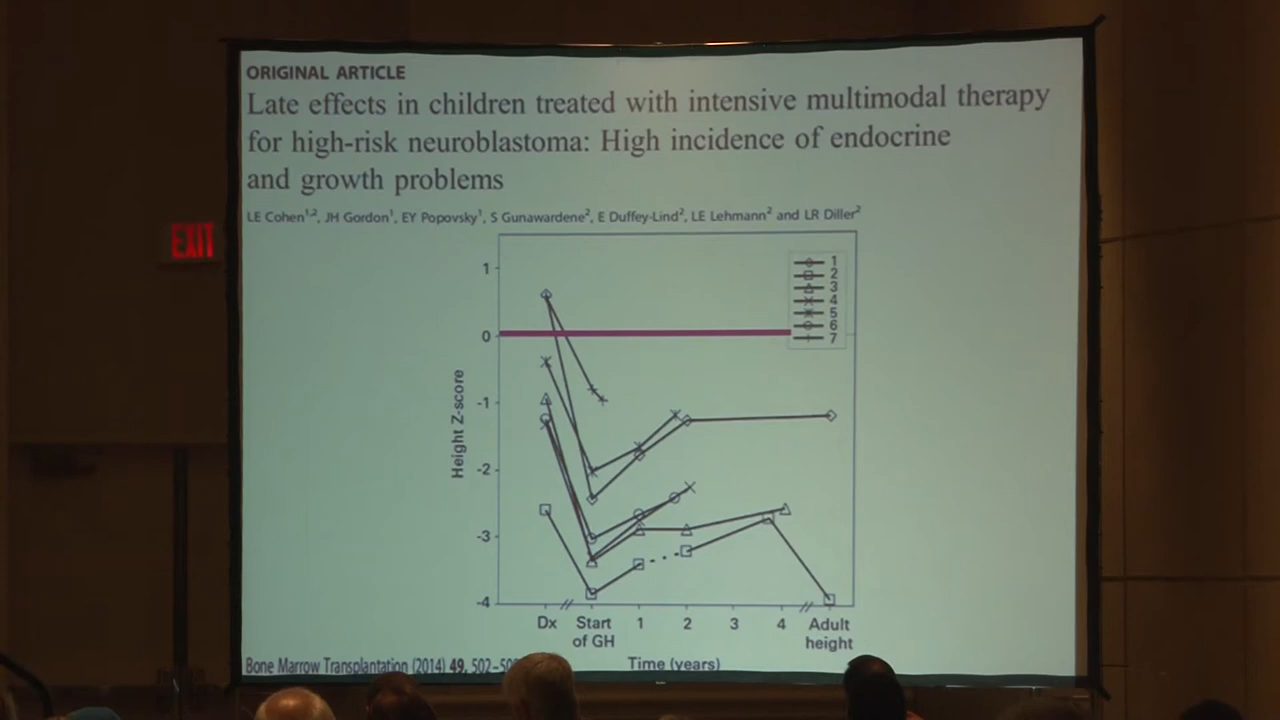 ORIGINAL ARTICLE
Late effects in children treated with intensive multimodal therapy
for high-risk neuroblastoma: High incidence of endocrine
and growth problems
LE Cohen1,2, JH Gordon1, EY Popovsky1, S Gunawardene2, E Duffey-Lind2, LE Lehmann2 and LR Diller2
EXIT
1
0
-1
-2
-3
-4
Height Z-score
1
2
3
4
5
6
7
Dx Start of GH 1 2 3 4 Adult height
Time (years)
Bone Marrow Transplantation (2014) 49, 502–